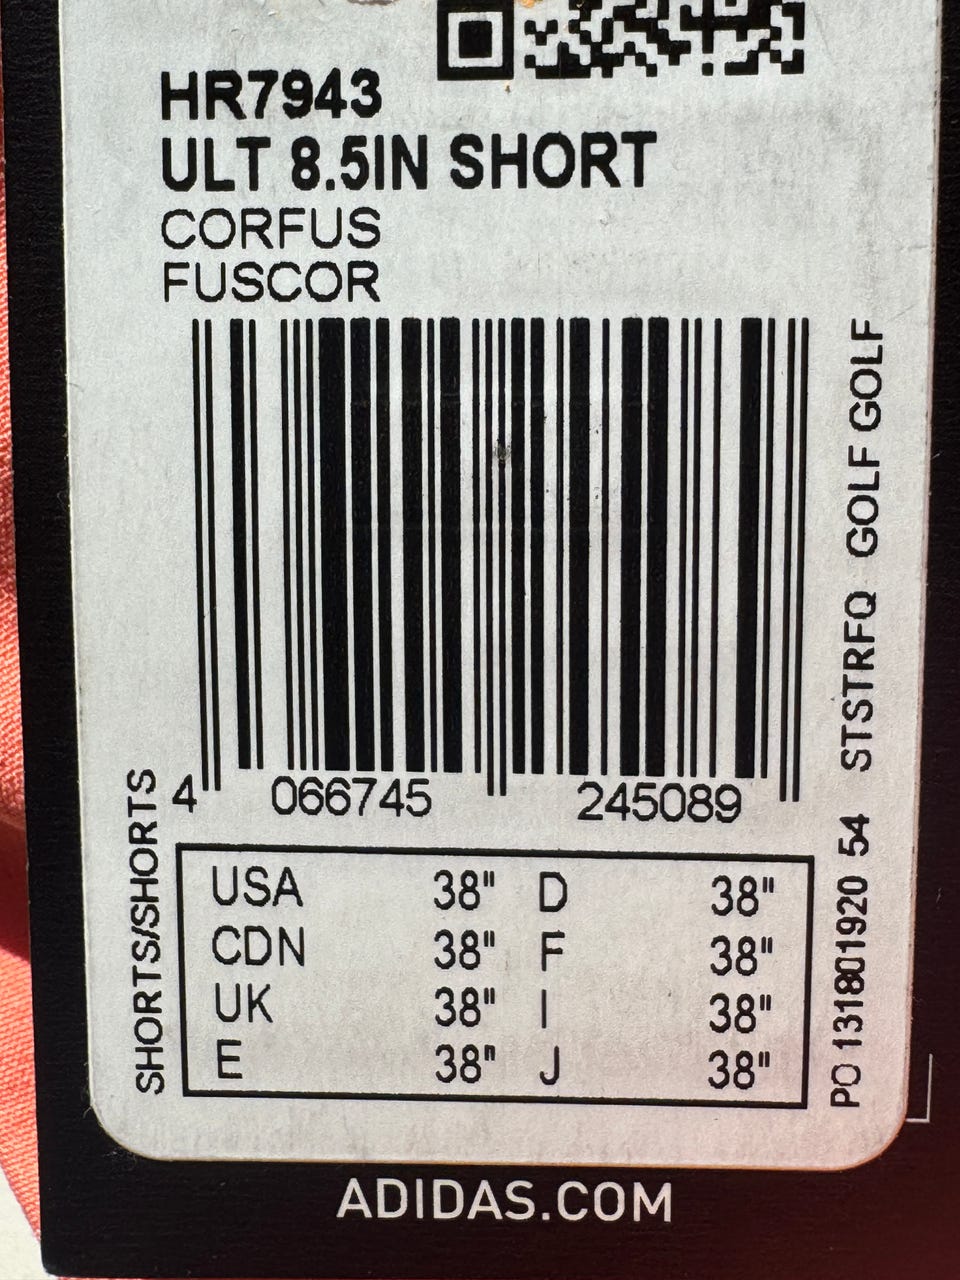 HR7943
ULT 8.5IN SHORT
CORFUS
FUSCOR
4 066745 245089
SHORTS/SHORTS
PO 131801920 54 STSTRFQ GOLF GOLF
USA 38" D 38"
CDN 38" F 38"
UK 38" I 38"
E 38" J 38"
ADIDAS.COM